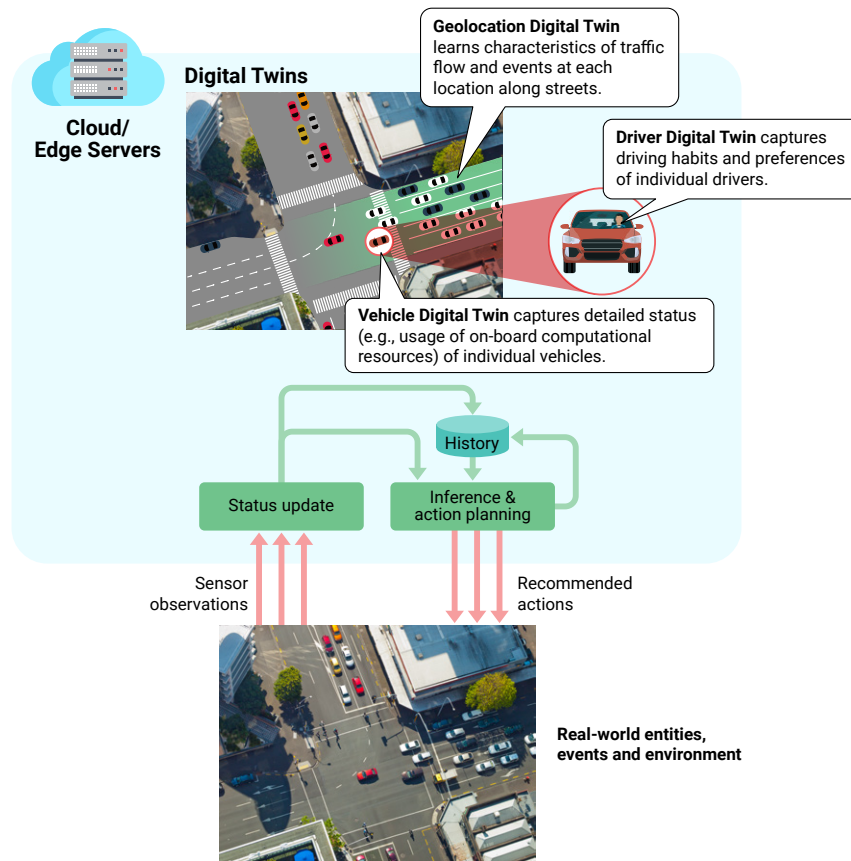 Geolocation Digital Twin
learns characteristics of traffic
flow and events at each
location along streets.
Digital Twins
Cloud/
Edge Servers
Driver Digital Twin captures
driving habits and preferences
of individual drivers.
Vehicle Digital Twin captures detailed status
(e.g., usage of on-board computational
resources) of individual vehicles.
History
Status update
Inference &
action planning
Sensor
observations
Recommended
actions
Real-world entities,
events and environment